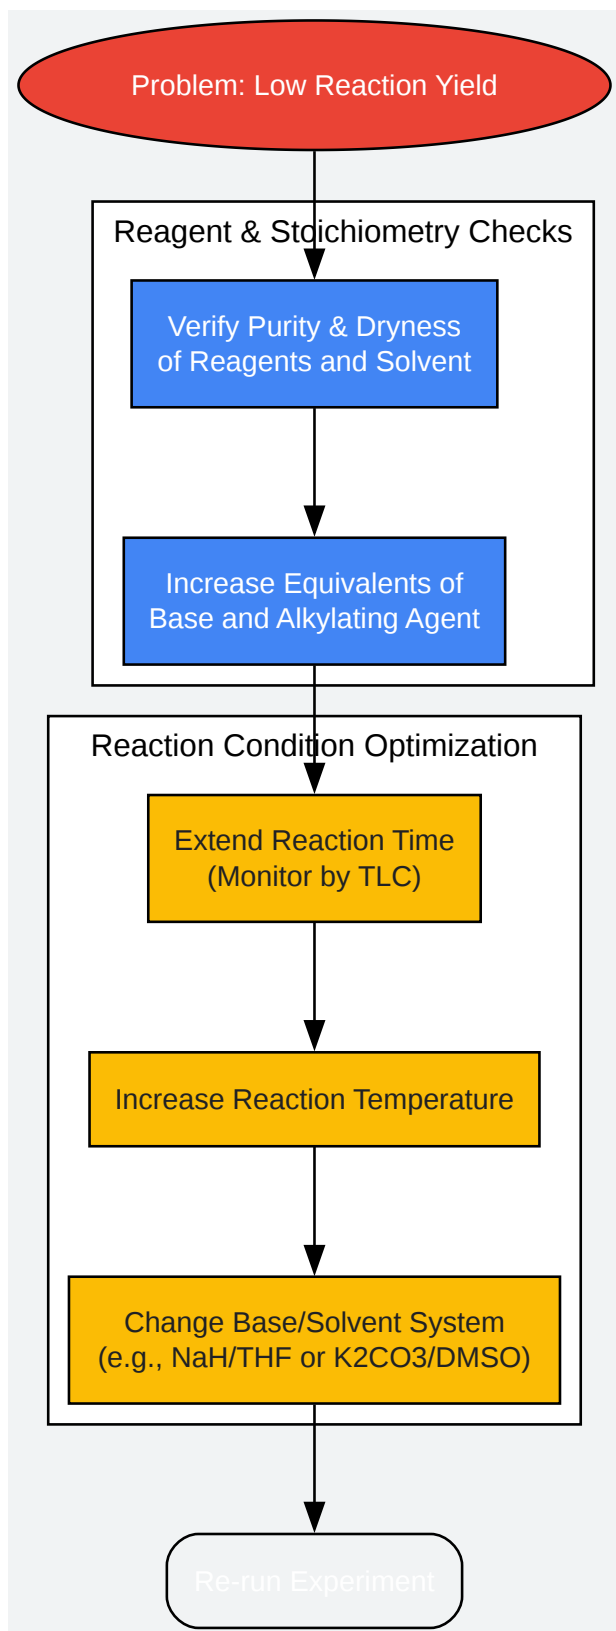 Problem: Low Reaction Yield
Reagent & Stoichiometry Checks
Verify Purity & Dryness
of Reagents and Solvent
Increase Equivalents of
Base and Alkylating Agent
Reaction Condition Optimization
Extend Reaction Time
(Monitor by TLC)
Increase Reaction Temperature
Change Base/Solvent System
(e.g., NaH/THF or K2CO3/DMSO)
Re-run Experiment